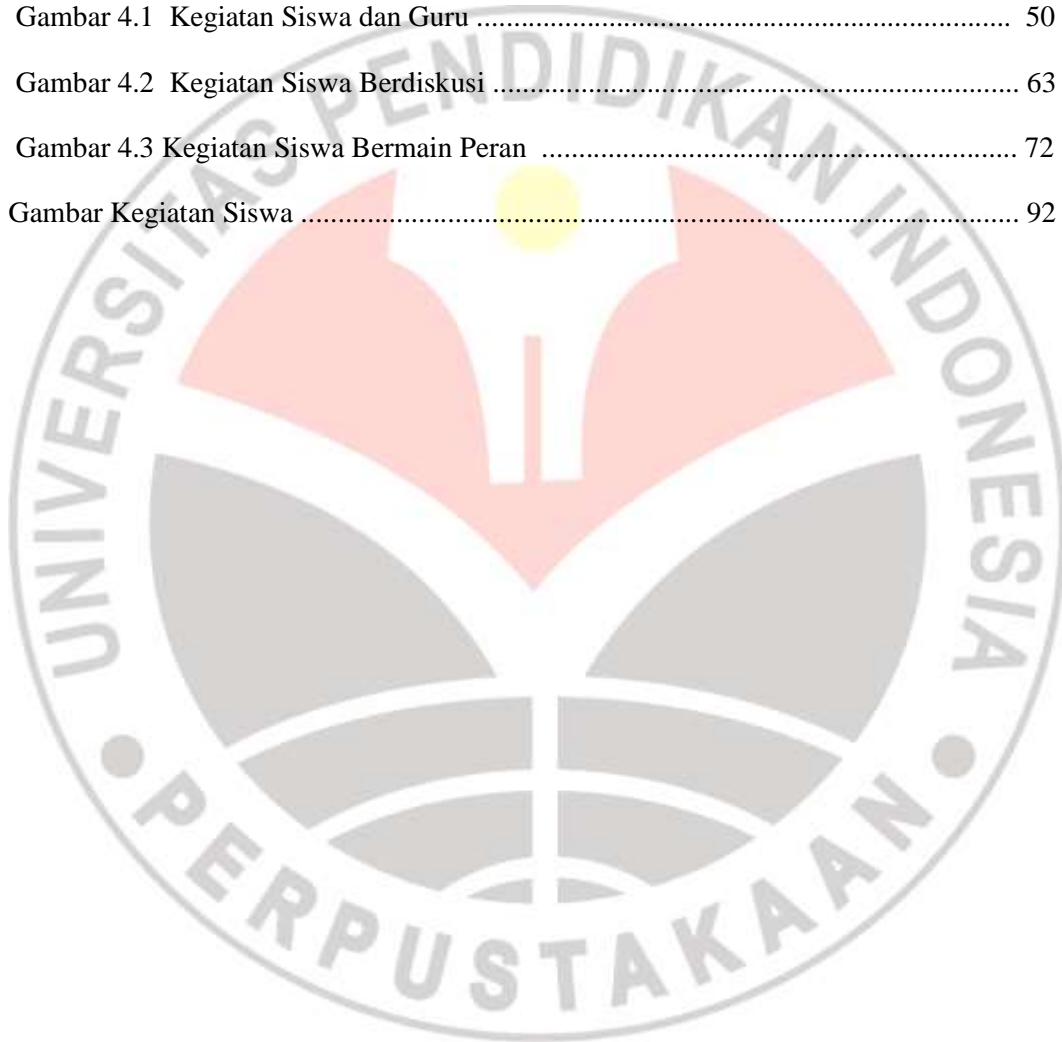 Gambar 4.1 Kegiatan Siswa dan Guru ........................................................................ 50
Gambar 4.2 Kegiatan Siswa Berdiskusi ...................................................................... 63
Gambar 4.3 Kegiatan Siswa Bermain Peran ................................................................ 72
Gambar Kegiatan Siswa ................................................................................................ 92
UNIVERSITAS PENDIDIKAN INDONESIA
PERPUSTAKAAN